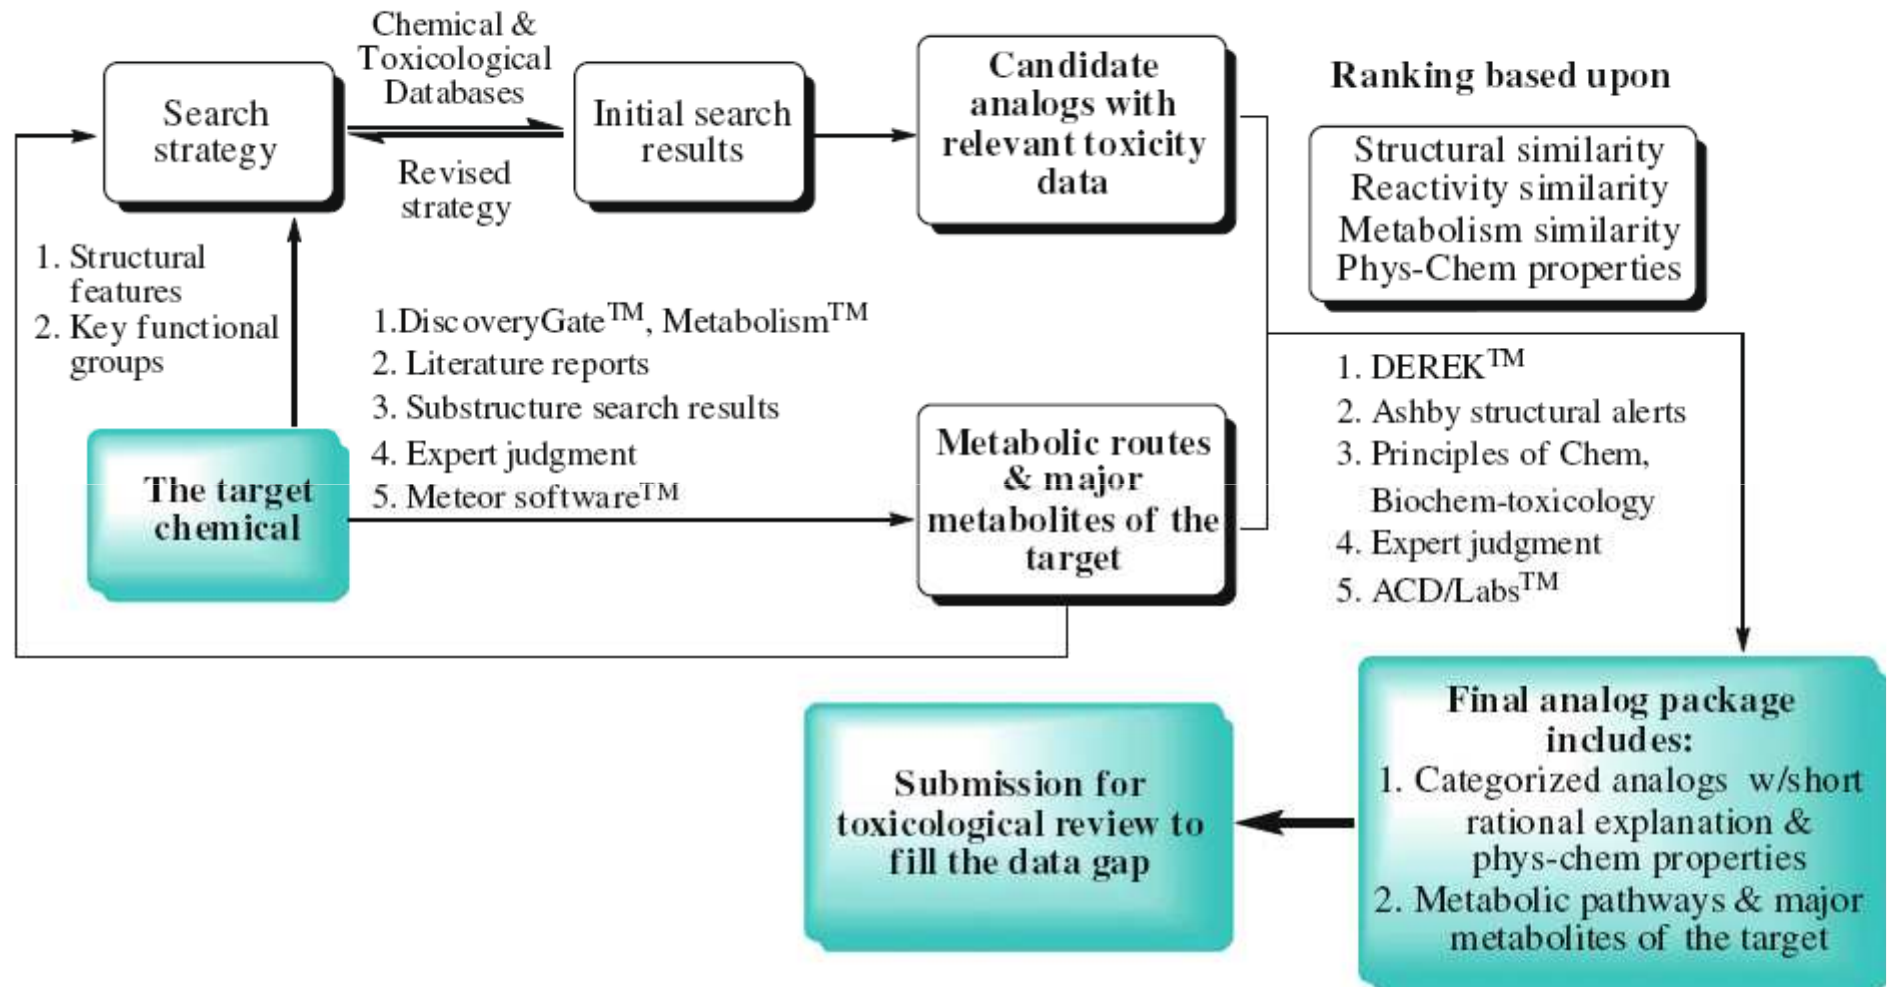 Chemical &
Toxicological
Databases
Search
strategy
Initial search
results
Revised
strategy
Candidate
analogs with
relevant toxicity
data
Ranking based upon
Structural similarity
Reactivity similarity
Metabolism similarity
Phys-Chem properties
1. Structural
features
2. Key functional
groups
1.DiscoveryGate™, Metabolism™
2. Literature reports
3. Substructure search results
4. Expert judgment
5. Meteor software™
The target
chemical
Metabolic routes
& major
metabolites of the
target
1. DEREK™
2. Ashby structural alerts
3. Principles of Chem,
Biochem-toxicology
4. Expert judgment
5. ACD/Labs™
Final analog package
includes:
1. Categorized analogs w/short
rational explanation &
phys-chem properties
2. Metabolic pathways & major
metabolites of the target
Submission for
toxicological review to
fill the data gap